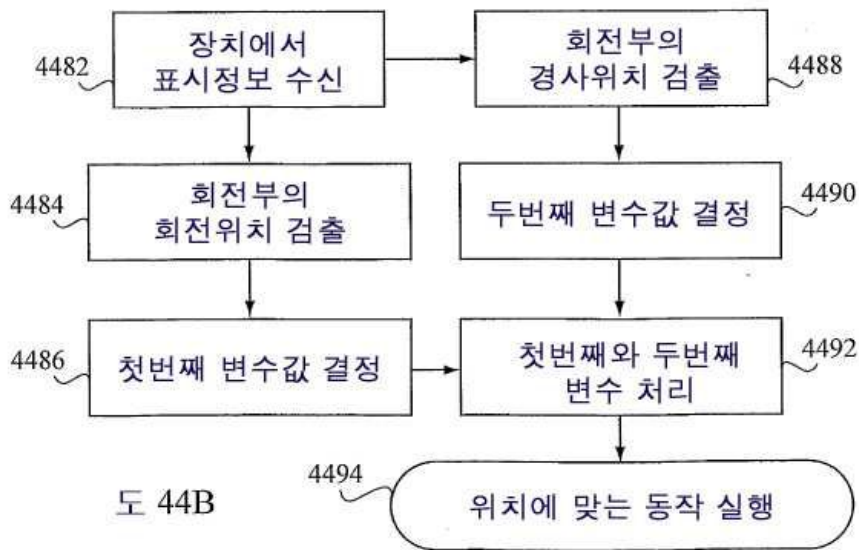 4482
장치에서
표시정보 수신
회전부의
경사위치 검출
4488
4484
회전부의
회전위치 검출
두번째 변수값 결정
4490
4486
첫번째 변수값 결정
첫번째와 두번째
변수 처리
4492
4494
위치에 맞는 동작 실행
도 44B